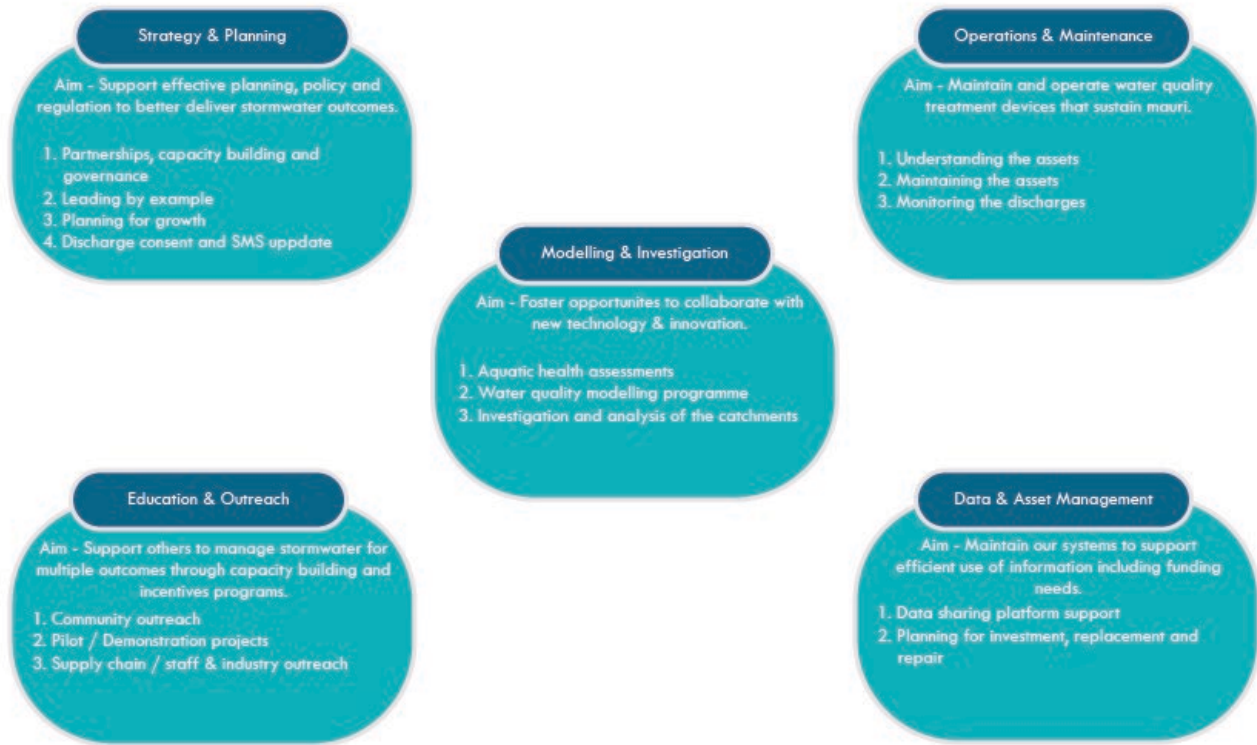 Strategy & Planning
Aim - Support effective planning, policy and
regulation to better deliver stormwater outcomes.
1. Partnerships, capacity building and
governance
2. Leading by example
3. Planning for growth
4. Discharge consent and SMS uppdate
Operations & Maintenance
Aim - Maintain and operate water quality
treatment devices that sustain mauri.
1. Understanding the assets
2. Maintaining the assets
3. Monitoring the discharges
Modelling & Investigation
Aim - Foster opportunites to collaborate with
new technology & innovation.
1. Aquatic health assessments
2. Water quality modelling programme
3. Investigation and analysis of the catchments
Education & Outreach
Aim - Support others to manage stormwater for
multiple outcomes through capacity building and
incentives programs.
1. Community outreach
2. Pilot / Demonstration projects
3. Supply chain / staff & industry outreach
Data & Asset Management
Aim - Maintain our systems to support
efficient use of information including funding
needs.
1. Data sharing platform support
2. Planning for investment, replacement and
repair